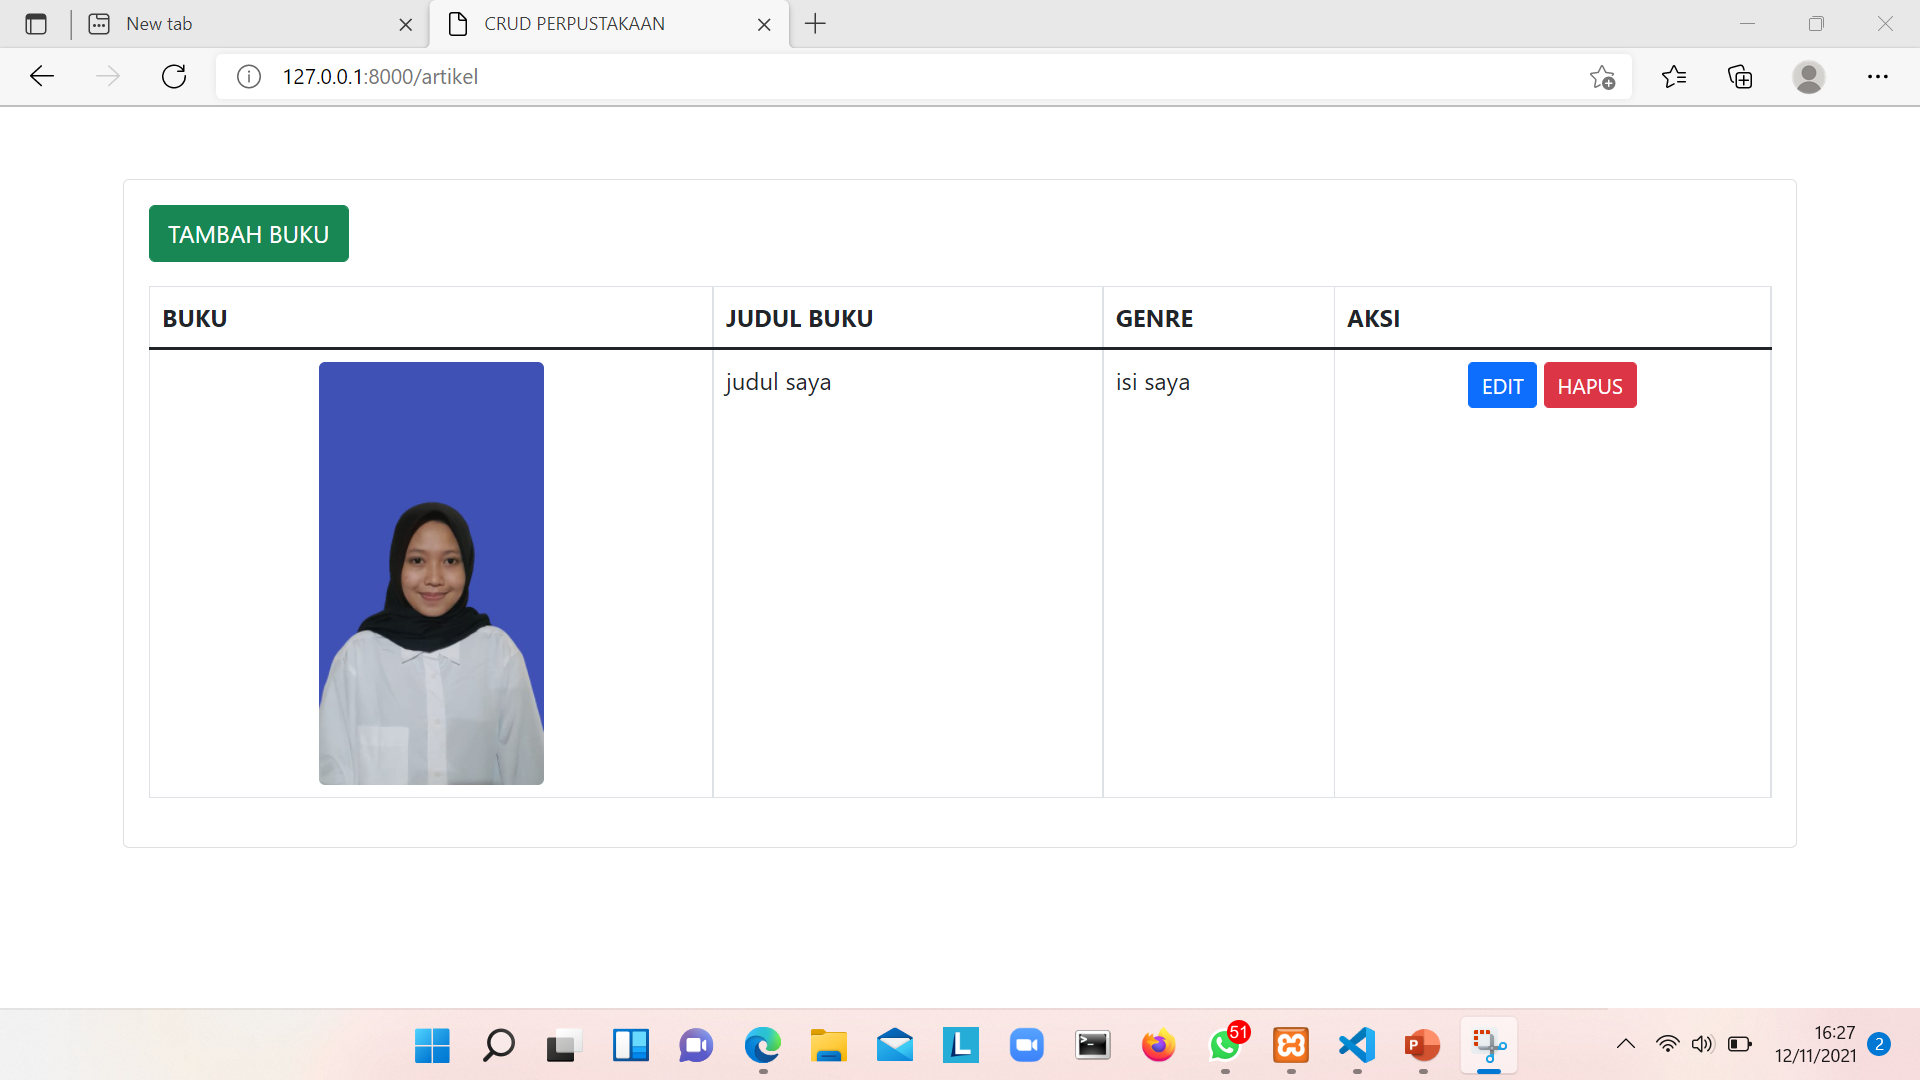 New tab
CRUD PERPUSTAKAAN
127.0.0.1:8000/artikel
TAMBAH BUKU
BUKU JUDUL BUKU GENRE AKSI
judul saya isi saya EDIT HAPUS
51
L
P
16:27
12/11/2021
2